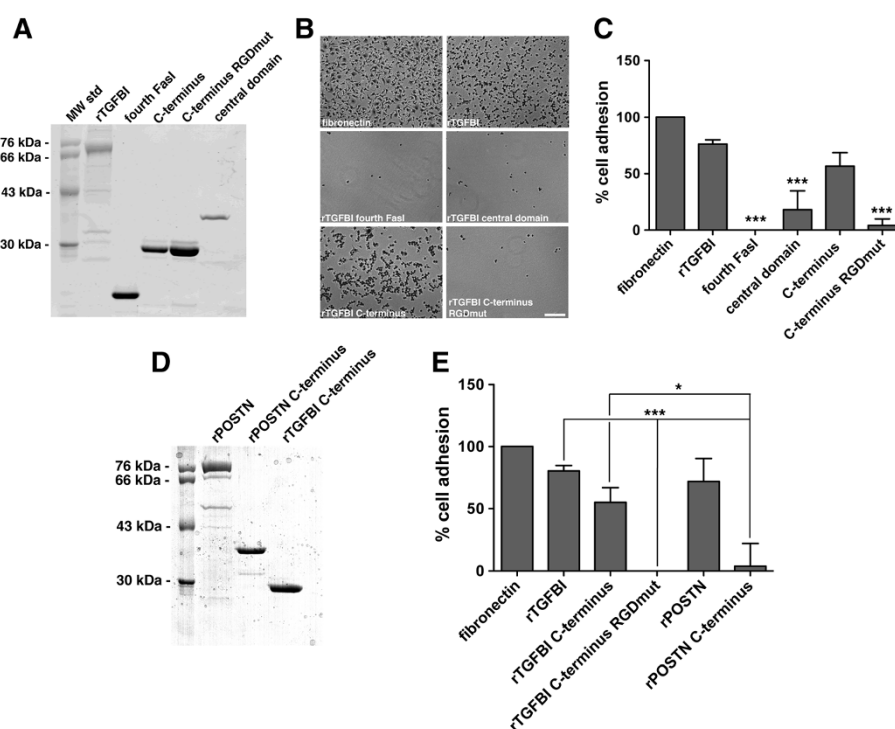 A
MW std
rTGFBI
fourth FasI
C-terminus
C-terminus RGDmut
central domain
76 kDa -
66 kDa -
43 kDa -
30 kDa -
B
fibronectin
rTGFBI
rTGFBI fourth FasI
rTGFBI central domain
rTGFBI C-terminus
rTGFBI C-terminus
RGDmut
C
% cell adhesion
150
100
50
0
***
***
***
fibronectin
rTGFBI
fourth FasI
central domain
C-terminus
C-terminus RGDmut
D
rPOSTN
rPOSTN C-terminus
rTGFBI C-terminus
76 kDa -
66 kDa -
43 kDa -
30 kDa -
E
% cell adhesion
150
100
50
0
*
***
fibronectin
rTGFBI
rTGFBI C-terminus
rTGFBI C-terminus RGDmut
rPOSTN
rPOSTN C-terminus